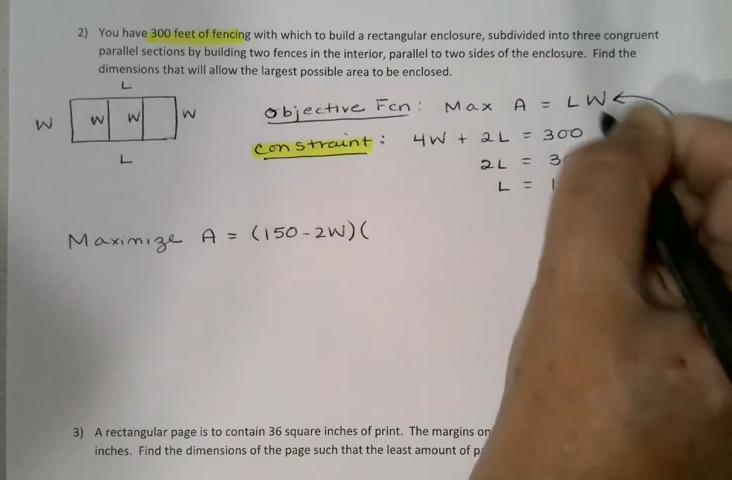 2) You have 300 feet of fencing with which to build a rectangular enclosure, subdivided into three congruent
parallel sections by building two fences in the interior, parallel to two sides of the enclosure. Find the
dimensions that will allow the largest possible area to be enclosed.
L
W W W W
L
Objective Fcn: Max A = LW
Constraint: 4W + 2L = 300
2L = 3
L = 1
Maximize A = (150-2W)(
3) A rectangular page is to contain 36 square inches of print. The margins on
inches. Find the dimensions of the page such that the least amount of